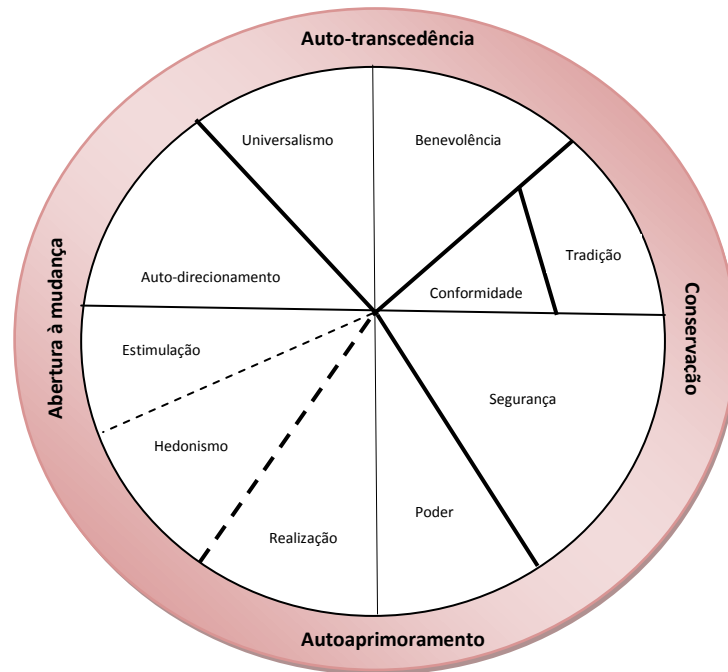 Auto-transcedência
Universalismo
Benevolência
Abertura à mudança
Auto-direcionamento
Conformidade
Tradição
Conservação
Estimulação
Segurança
Hedonismo
Realização
Poder
Autoaprimoramento